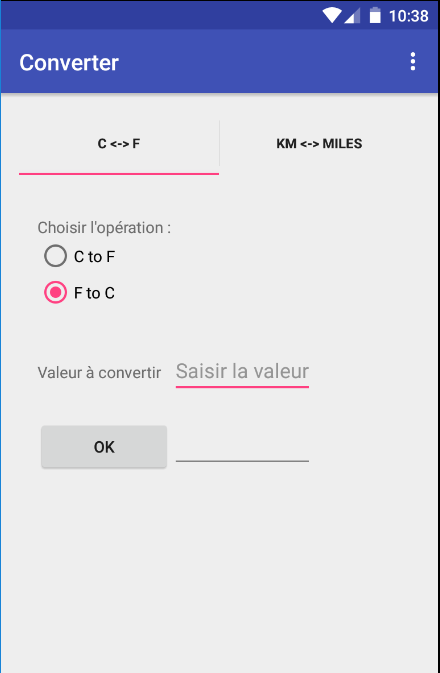 10:38
Converter
C <-> F
KM <-> MILES
Choisir l'opération :
C to F
F to C
Valeur à convertir
Saisir la valeur
OK